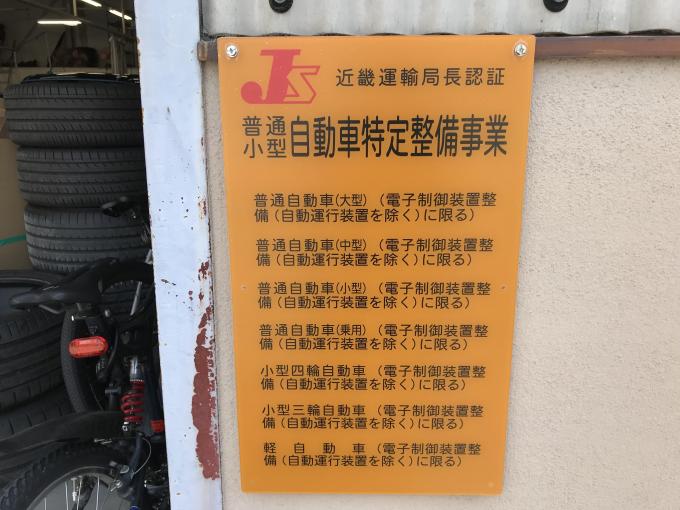 JS 近畿運輸局長認証
普通
小型 自動車特定整備事業
普通自動車(大型)(電子制御装置整
備(自動運行装置を除く)に限る)
普通自動車(中型)(電子制御装置整
備(自動運行装置を除く)に限る)
普通自動車(小型)(電子制御装置整
備(自動運行装置を除く)に限る)
普通自動車(乗用)(電子制御装置整
備(自動運行装置を除く)に限る)
小型四輪自動車(電子制御装置整
備(自動運行装置を除く)に限る)
小型三輪自動車(電子制御装置整
備(自動運行装置を除く)に限る)
軽自動車(電子制御装置整
備(自動運行装置を除く)に限る)